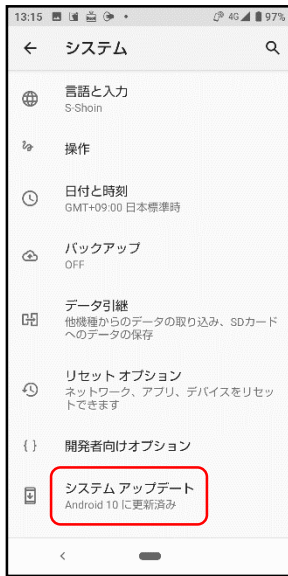 13:15 4G 97%
システム
言語と入力
S-Shoin
操作
日付と時刻
GMT+09:00 日本標準時
バックアップ
OFF
データ引継
他機種からのデータの取り込み、SDカード
へのデータの保存
リセット オプション
ネットワーク、アプリ、デバイスをリセッ
トできます
{ } 開発者向けオプション
システム アップデート
Android 10 に更新済み